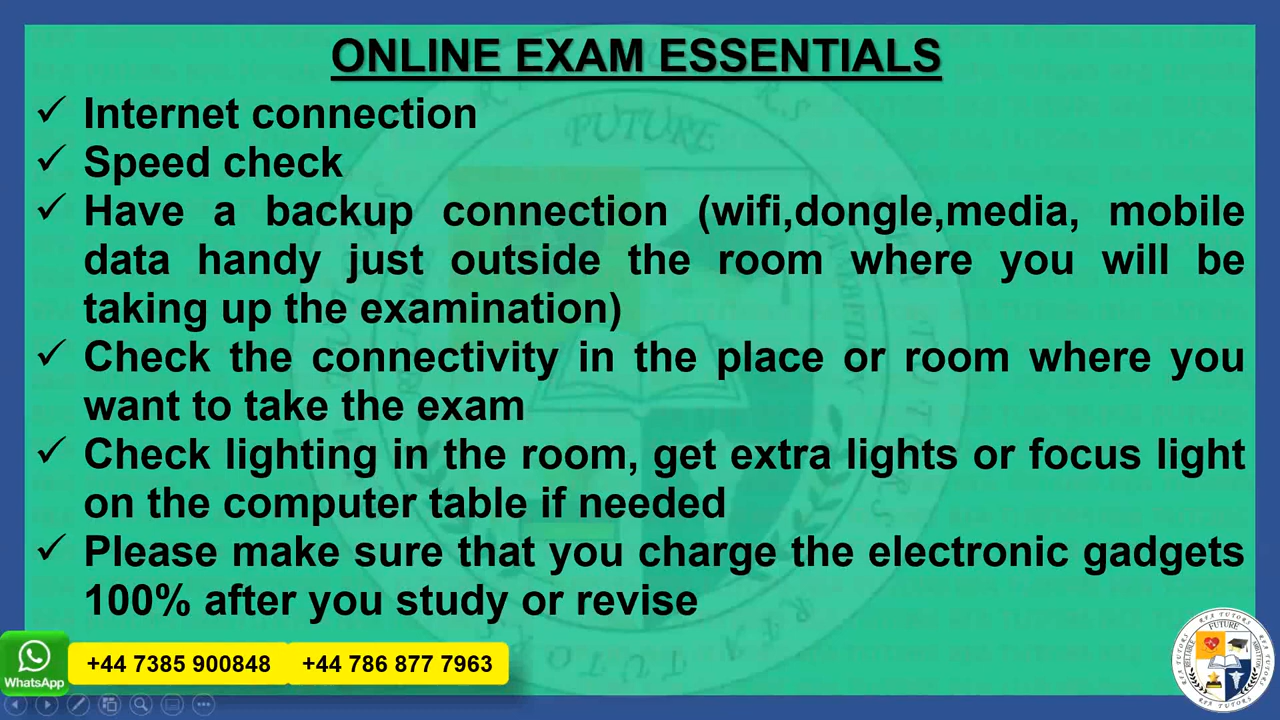 ONLINE EXAM ESSENTIALS
✓ Internet connection
✓ Speed check
✓ Have a backup connection (wifi,dongle,media, mobile
data handy just outside the room where you will be
taking up the examination)
✓ Check the connectivity in the place or room where you
want to take the exam
✓ Check lighting in the room, get extra lights or focus light
on the computer table if needed
✓ Please make sure that you charge the electronic gadgets
100% after you study or revise
WhatsApp
+44 7385 900848 +44 786 877 7963
RFA TUTORS
FUTURE